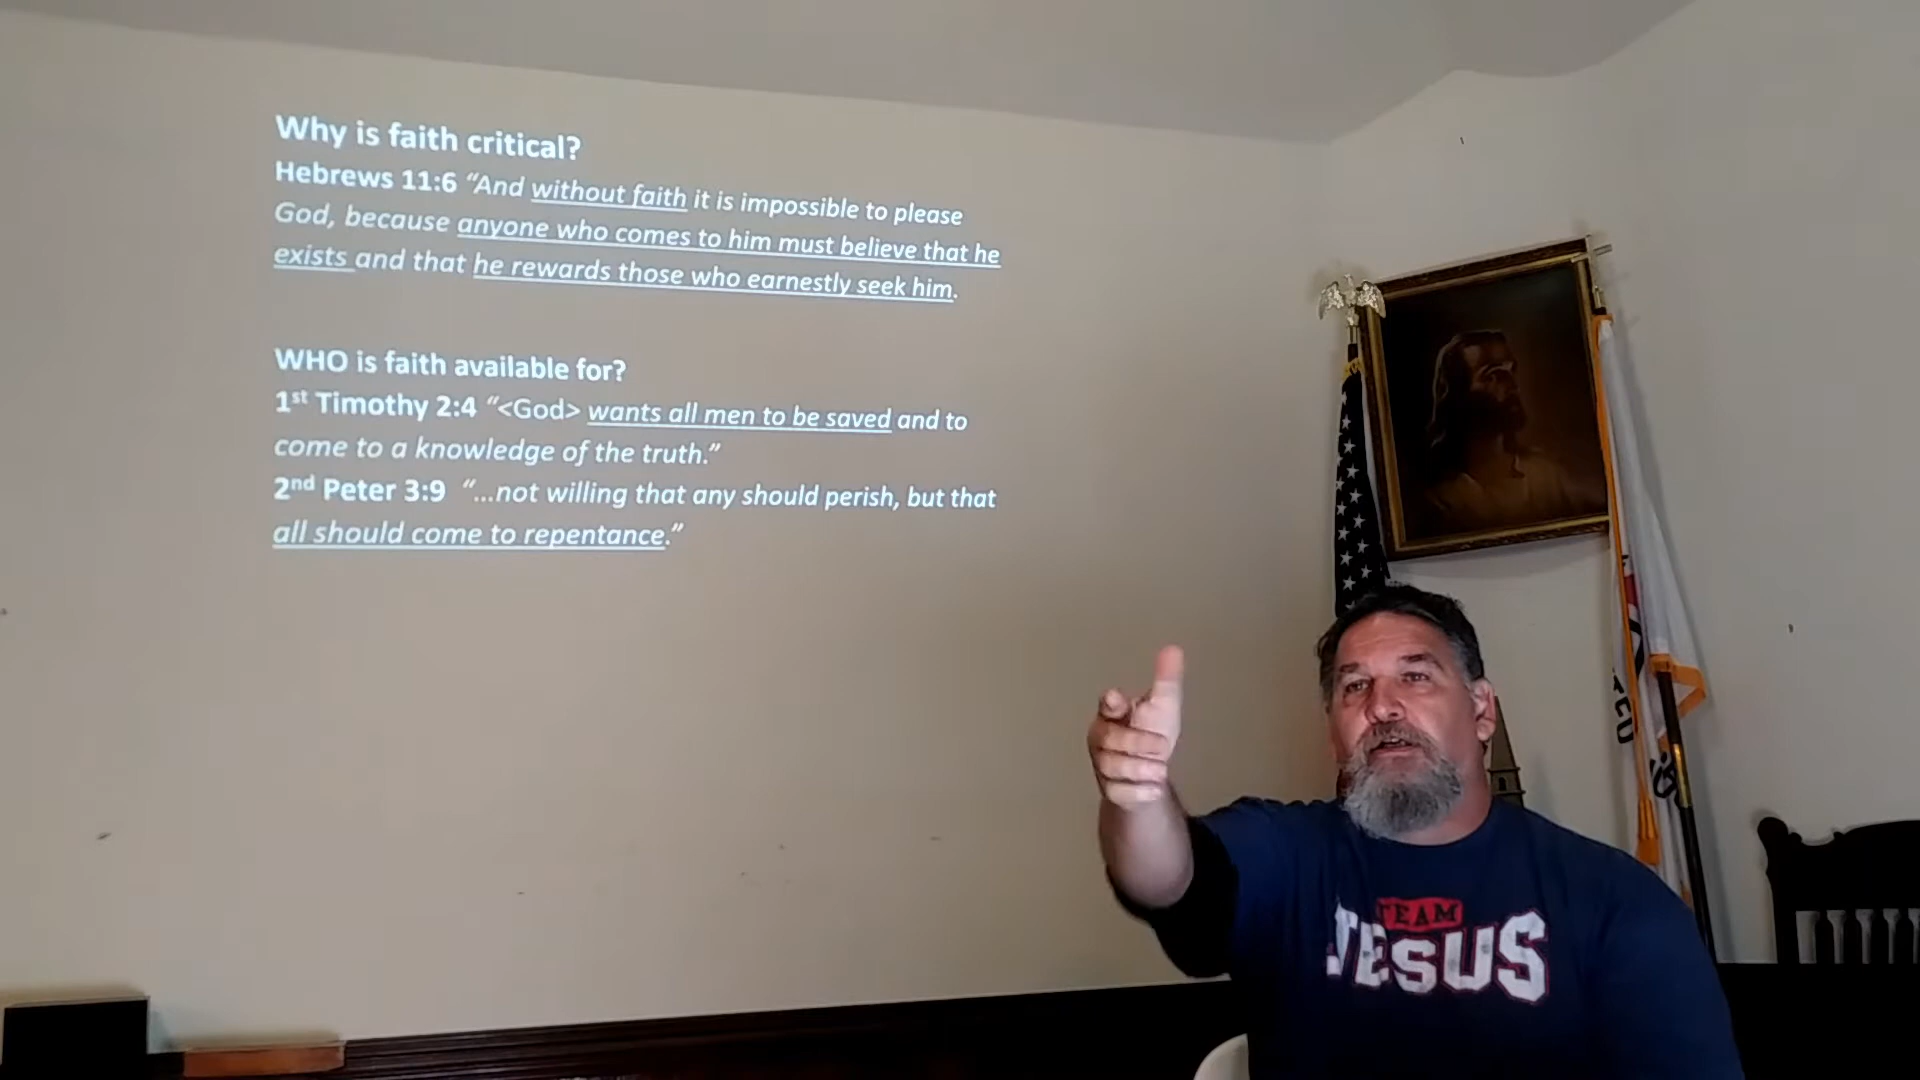 Why is faith critical?
Hebrews 11:6 “And without faith it is impossible to please
God, because anyone who comes to him must believe that he
exists and that he rewards those who earnestly seek him.
WHO is faith available for?
1st Timothy 2:4 “<God> wants all men to be saved and to
come to a knowledge of the truth.”
2nd Peter 3:9 “...not willing that any should perish, but that
all should come to repentance.”
TEAM
JESUS